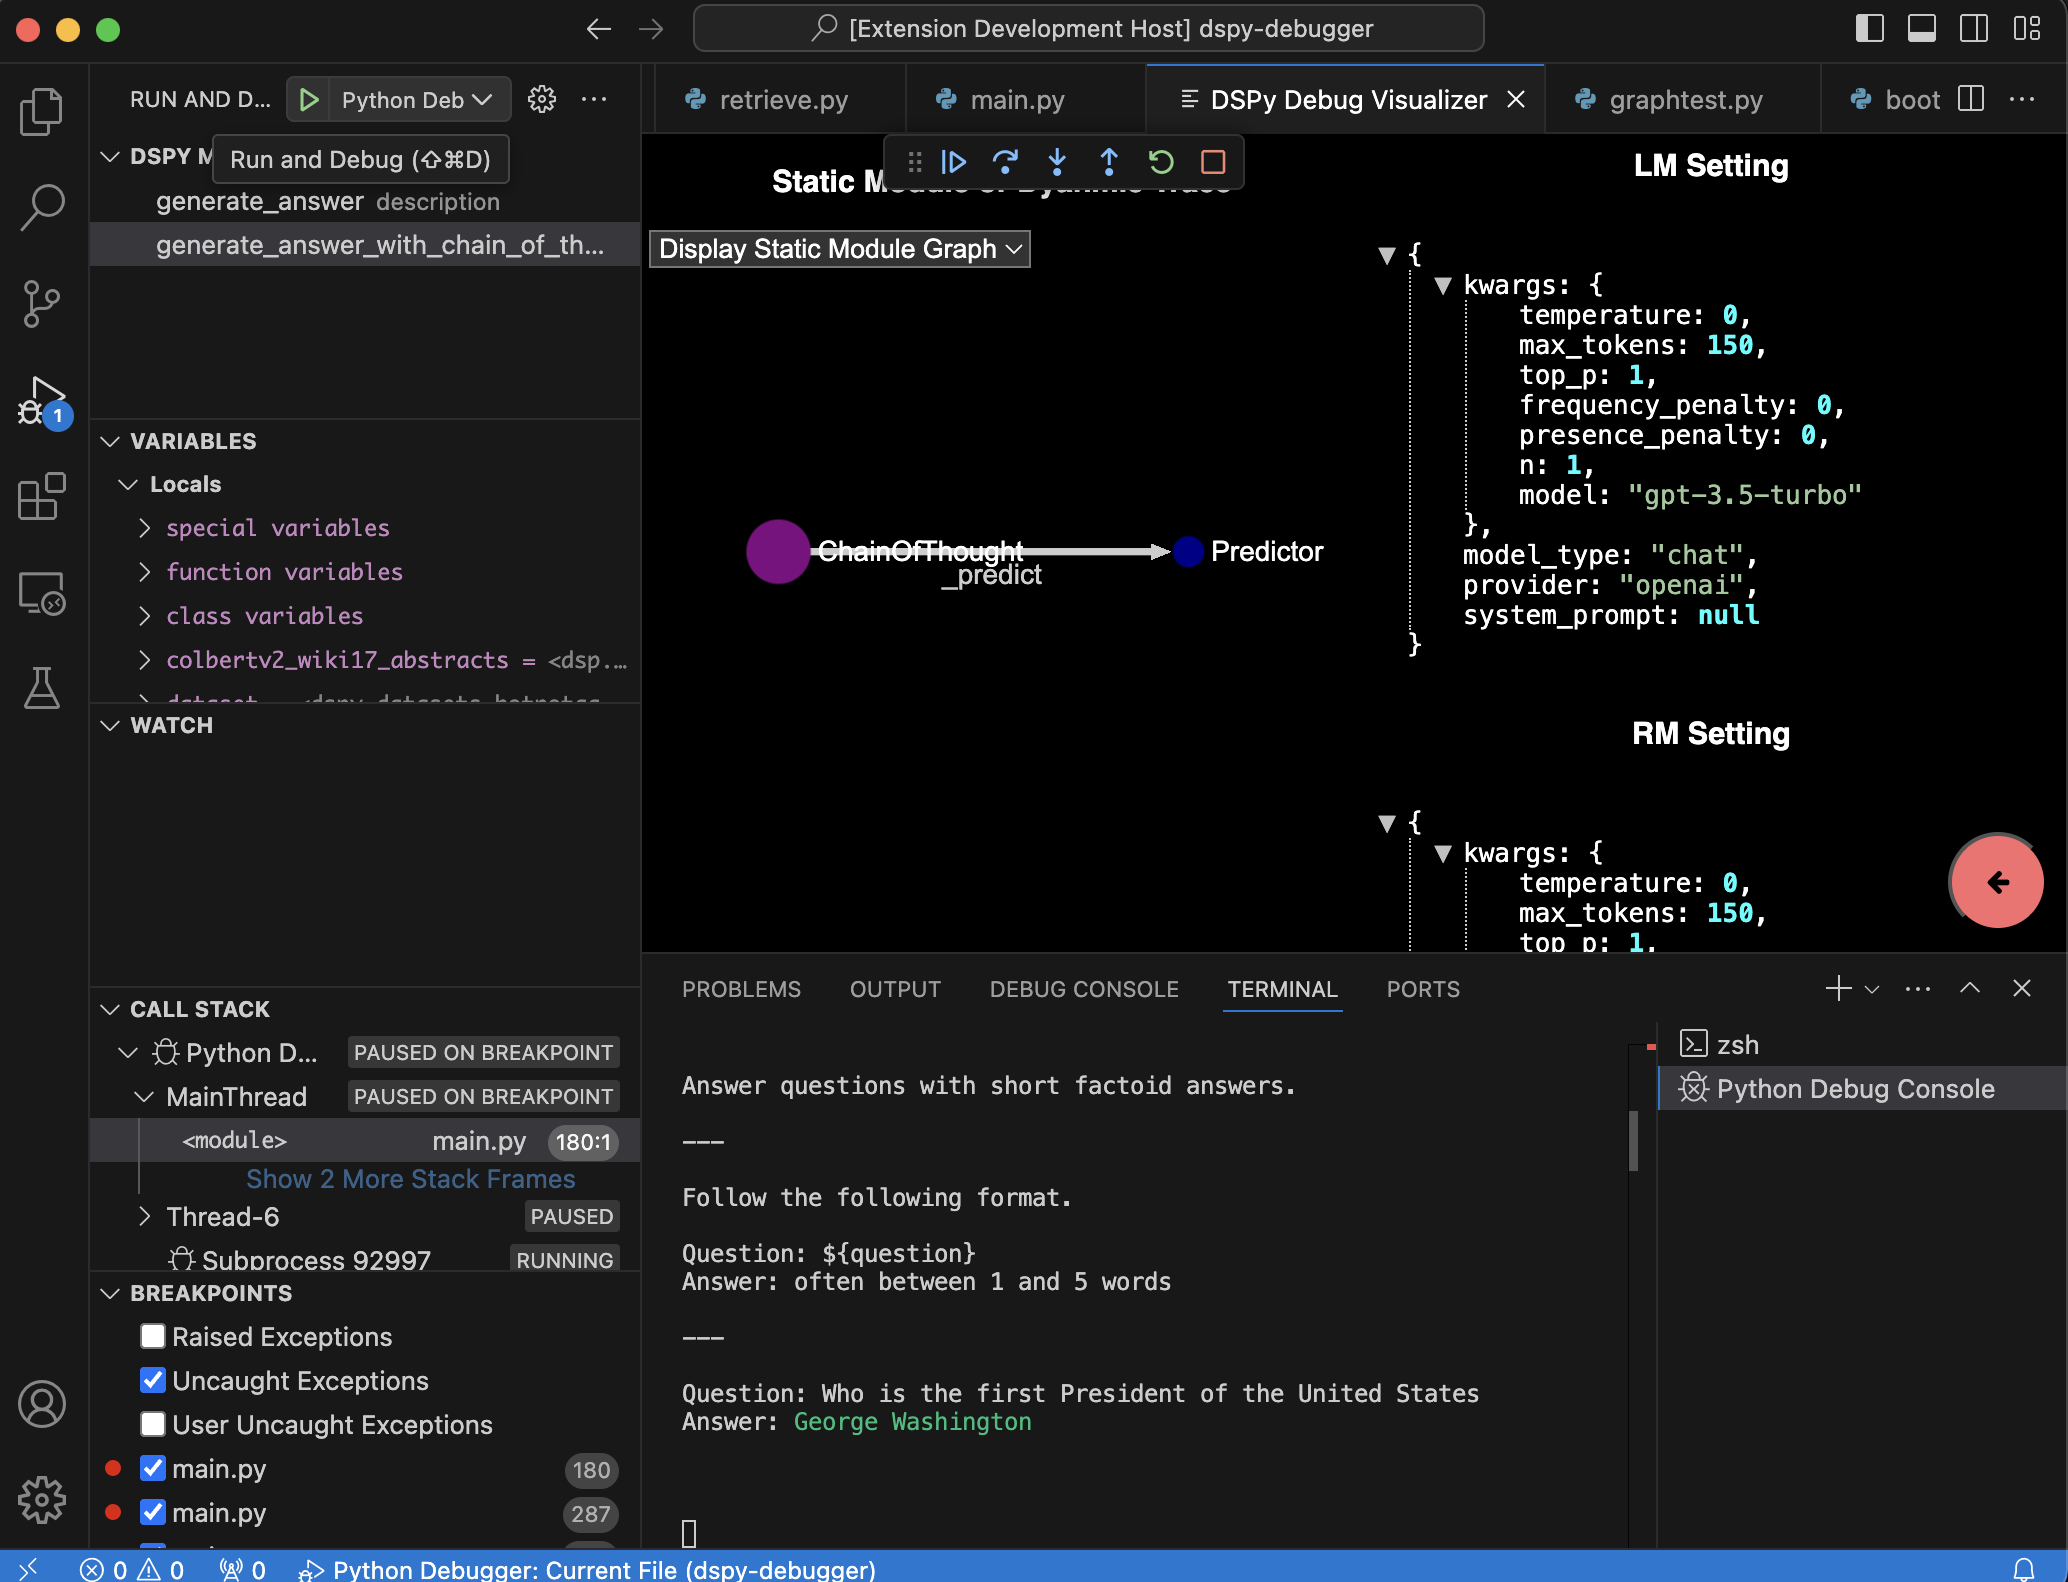 [Extension Development Host] dspy-debugger
RUN AND D...
Python Deb
retrieve.py
main.py
DSPy Debug Visualizer
graphtest.py
boot
DSPY M
Run and Debug (⇧⌘D)
generate_answer description
generate_answer_with_chain_of_th...
VARIABLES
Locals
special variables
function variables
class variables
colbertv2_wiki17_abstracts = <dsp....
WATCH
CALL STACK
Python D... PAUSED ON BREAKPOINT
MainThread PAUSED ON BREAKPOINT
<module> main.py 180:1
Show 2 More Stack Frames
Thread-6 PAUSED
Subprocess 92997 RUNNING
BREAKPOINTS
Raised Exceptions
Uncaught Exceptions
User Uncaught Exceptions
main.py 180
main.py 287
Static
Display Static Module Graph
ChainOfThought
_predict
Predictor
LM Setting
{
kwargs: {
temperature: 0,
max_tokens: 150,
top_p: 1,
frequency_penalty: 0,
presence_penalty: 0,
n: 1,
model: "gpt-3.5-turbo"
},
model_type: "chat",
provider: "openai",
system_prompt: null
}
RM Setting
{
kwargs: {
temperature: 0,
max_tokens: 150,
top_p: 1,
PROBLEMS
OUTPUT
DEBUG CONSOLE
TERMINAL
PORTS
Answer questions with short factoid answers.
---
Follow the following format.
Question: ${question}
Answer: often between 1 and 5 words
---
Question: Who is the first President of the United States
Answer: George Washington
zsh
Python Debug Console
1
0 0 0 Python Debugger: Current File (dspy-debugger)